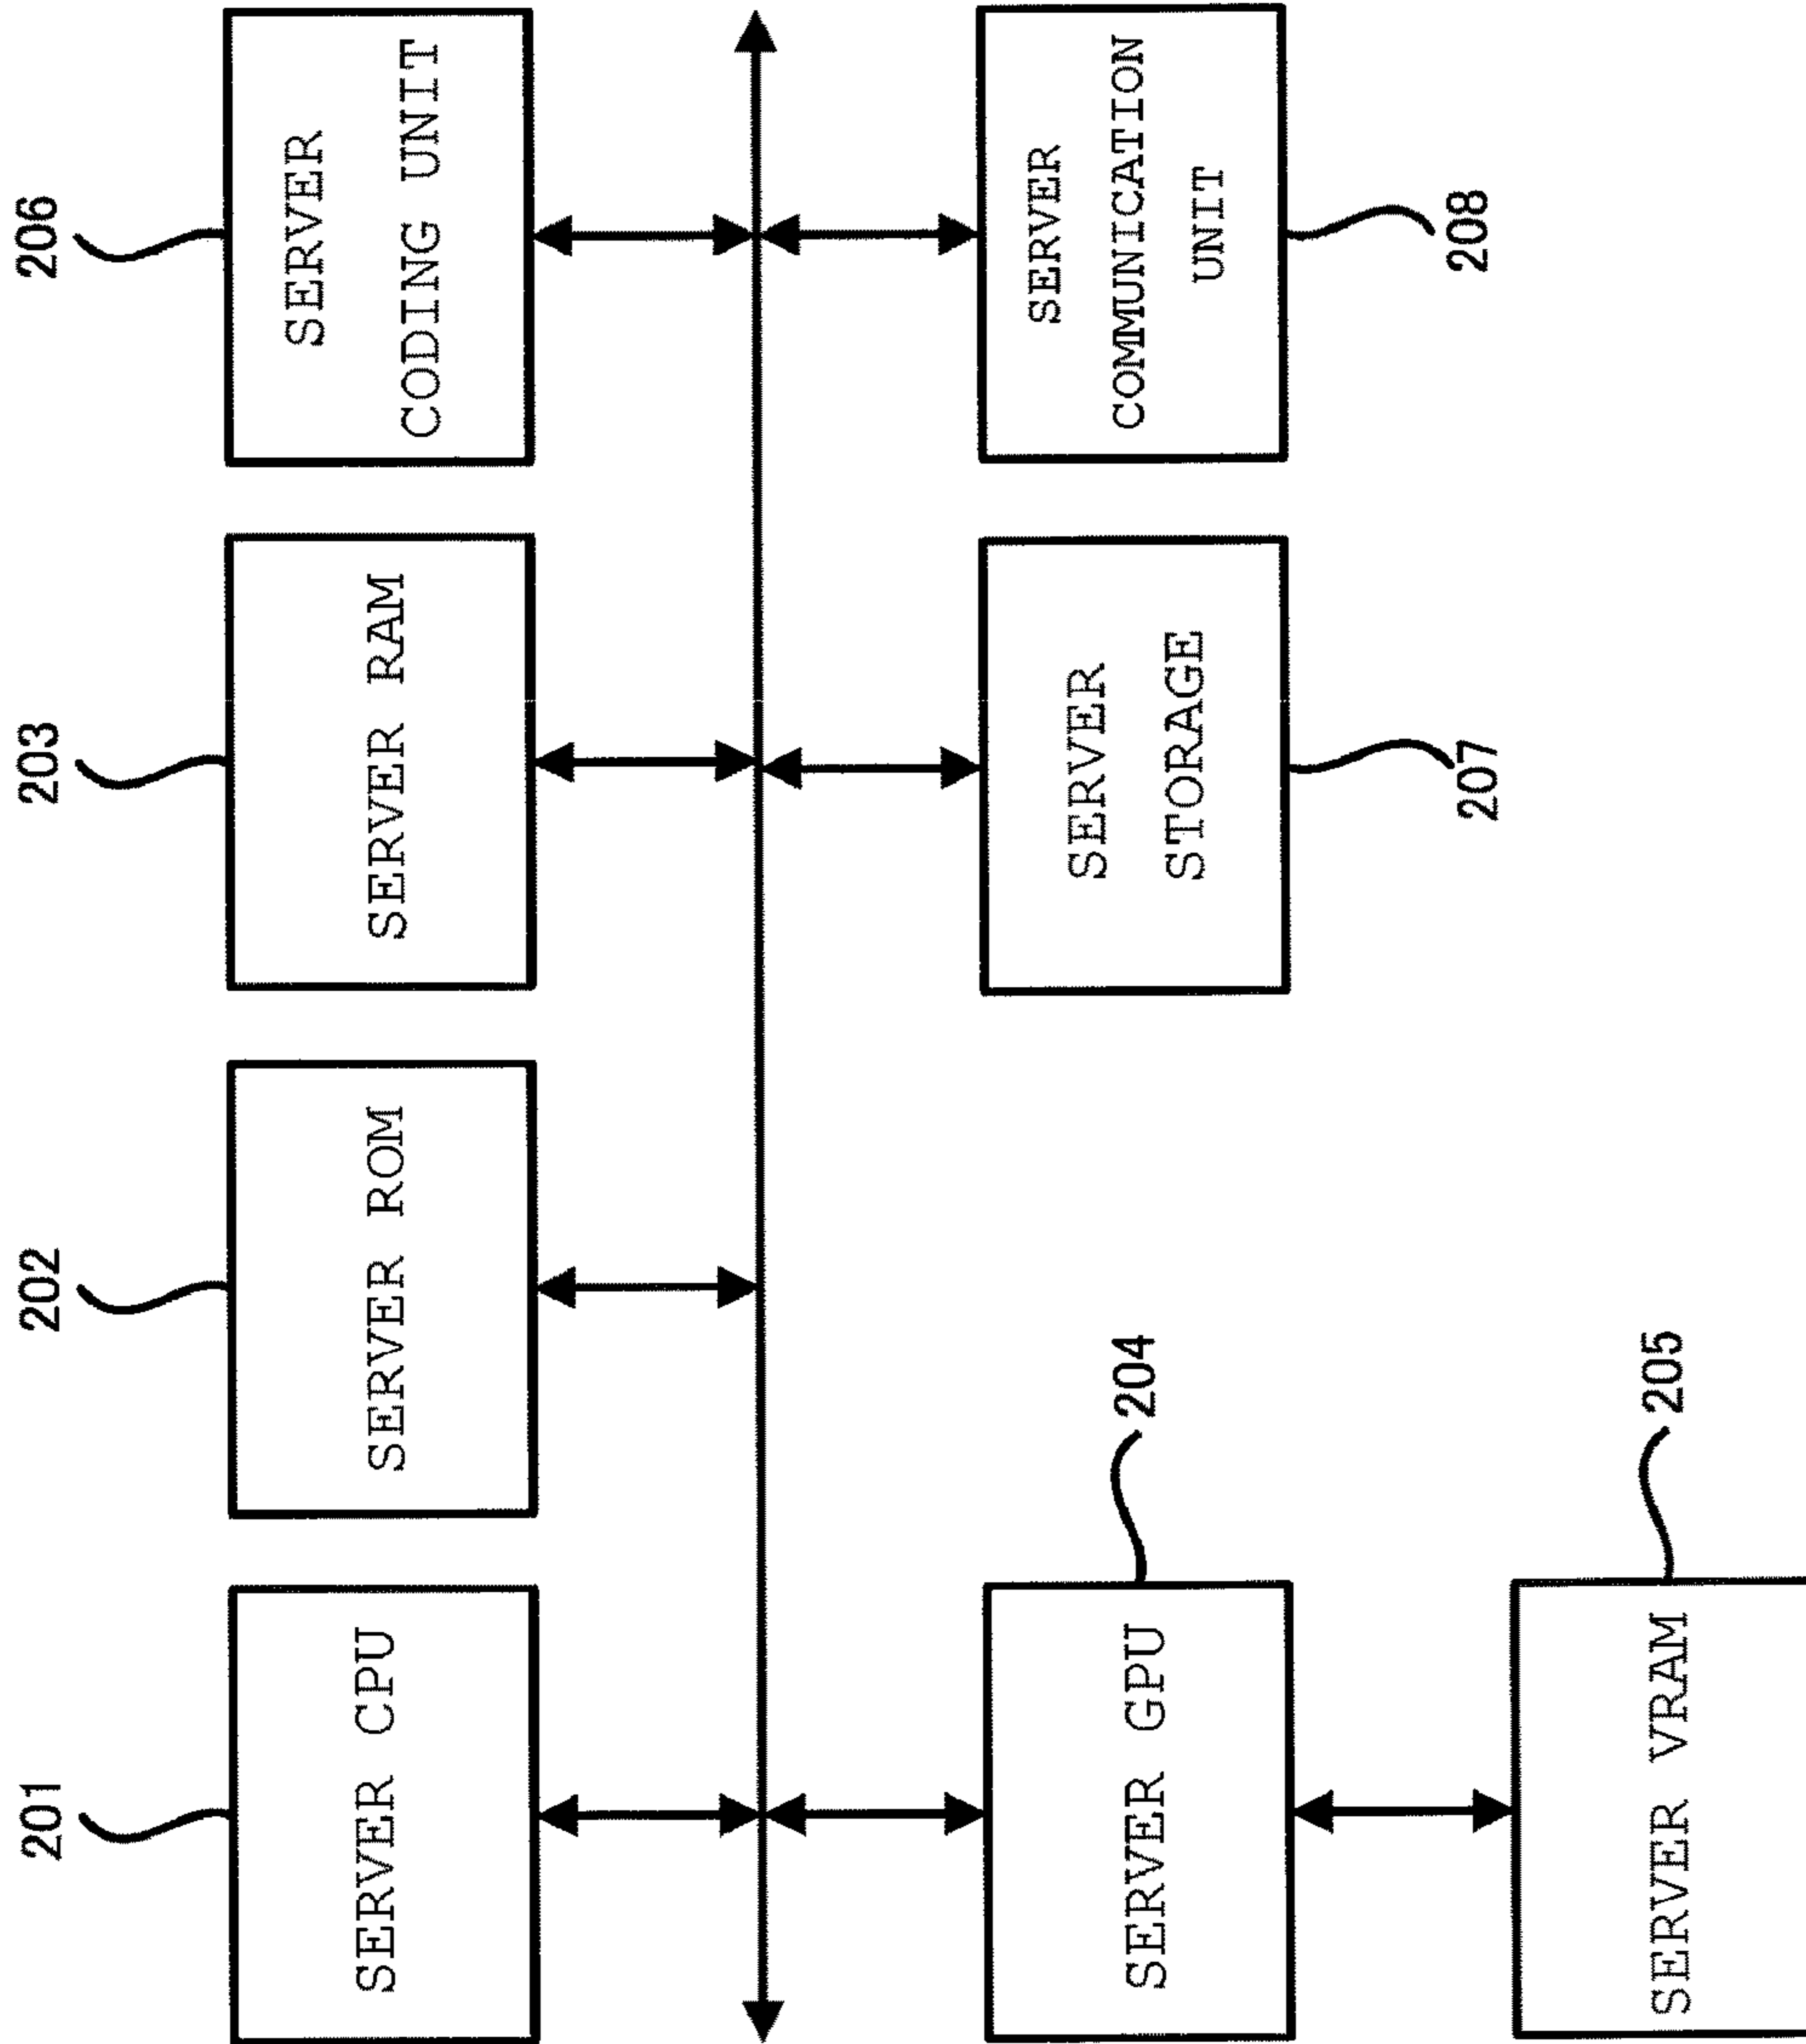 201
SERVER CPU
202
SERVER ROM
203
SERVER RAM
206
SERVER
CODING UNIT
204
SERVER GPU
207
SERVER
STORAGE
208
SERVER
COMMUNICATION
UNIT
205
SERVER VRAM